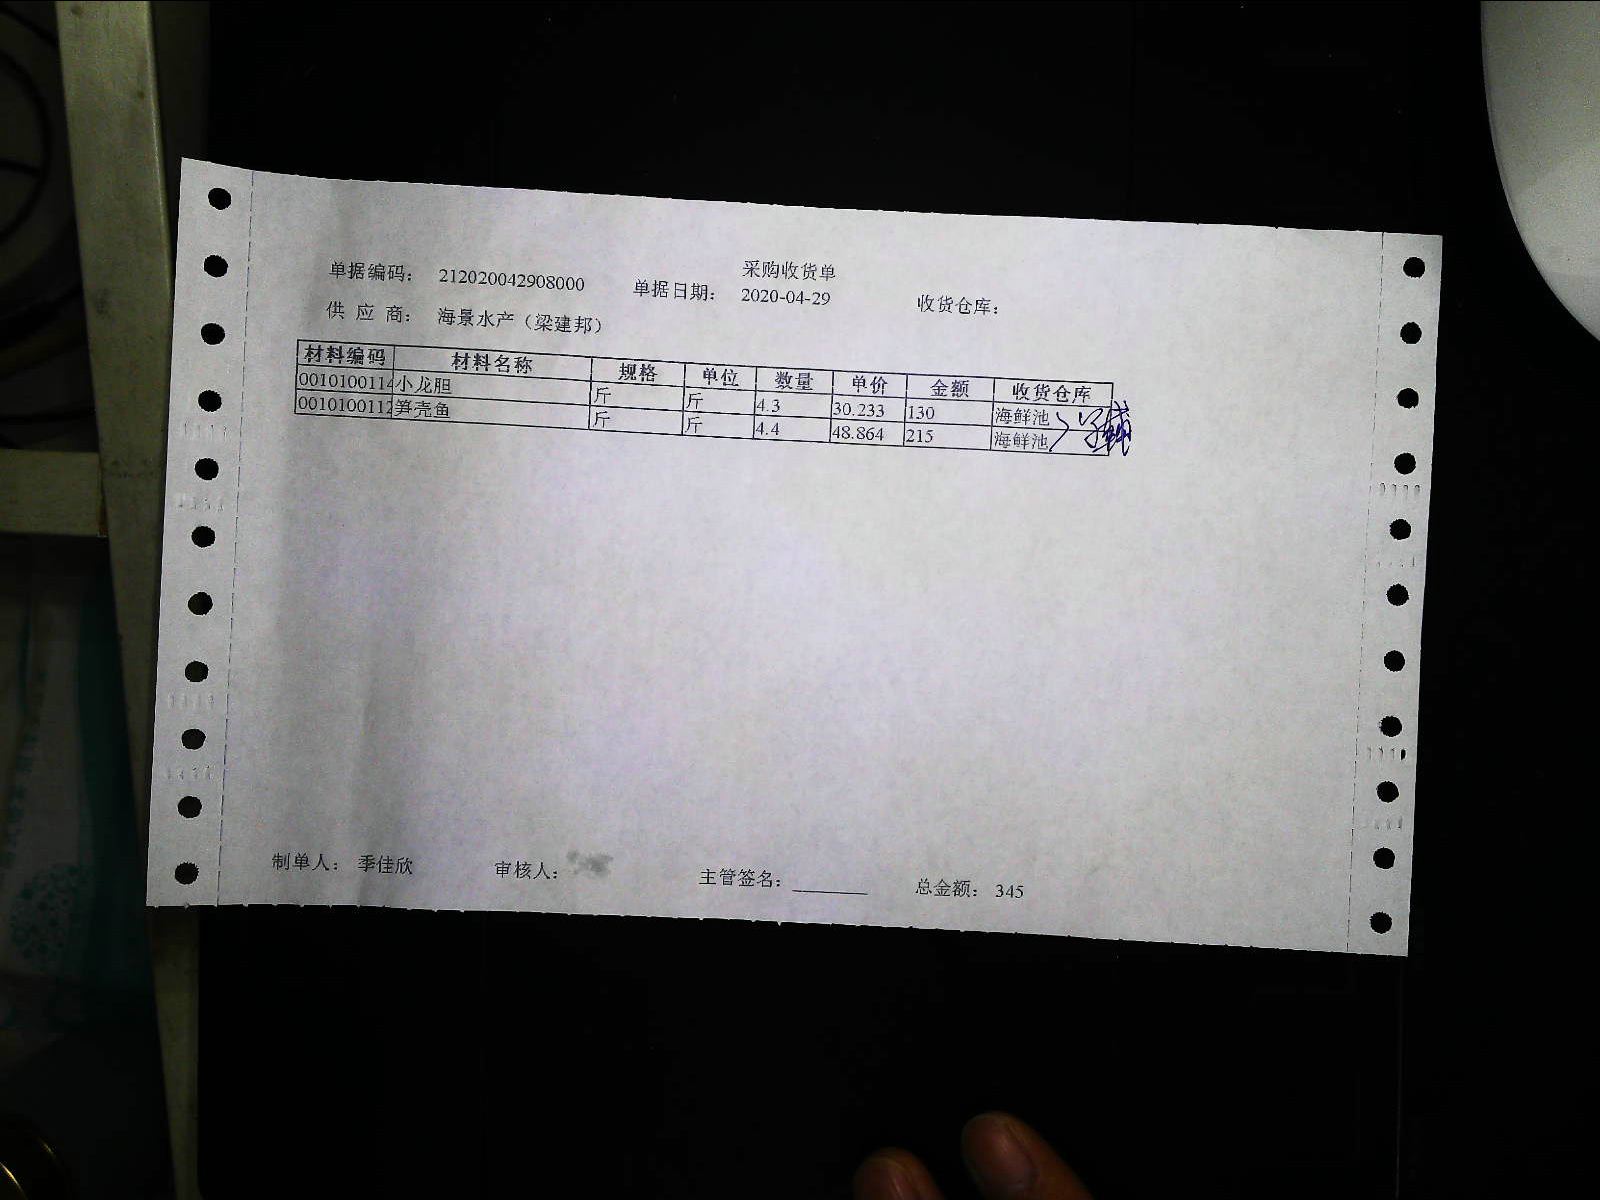 采购收货单
单据编码： 212020042908000 单据日期： 2020-04-29 收货仓库：
供 应 商： 海景水产（梁建邦）
材料编码 材料名称 规格 单位 数量 单价 金额 收货仓库
0010100114 小龙胆 斤 斤 4.3 30.233 130 海鲜池
0010100112 笋壳鱼 斤 斤 4.4 48.864 215 海鲜池
制单人： 季佳欣 审核人： 主管签名： 总金额： 345